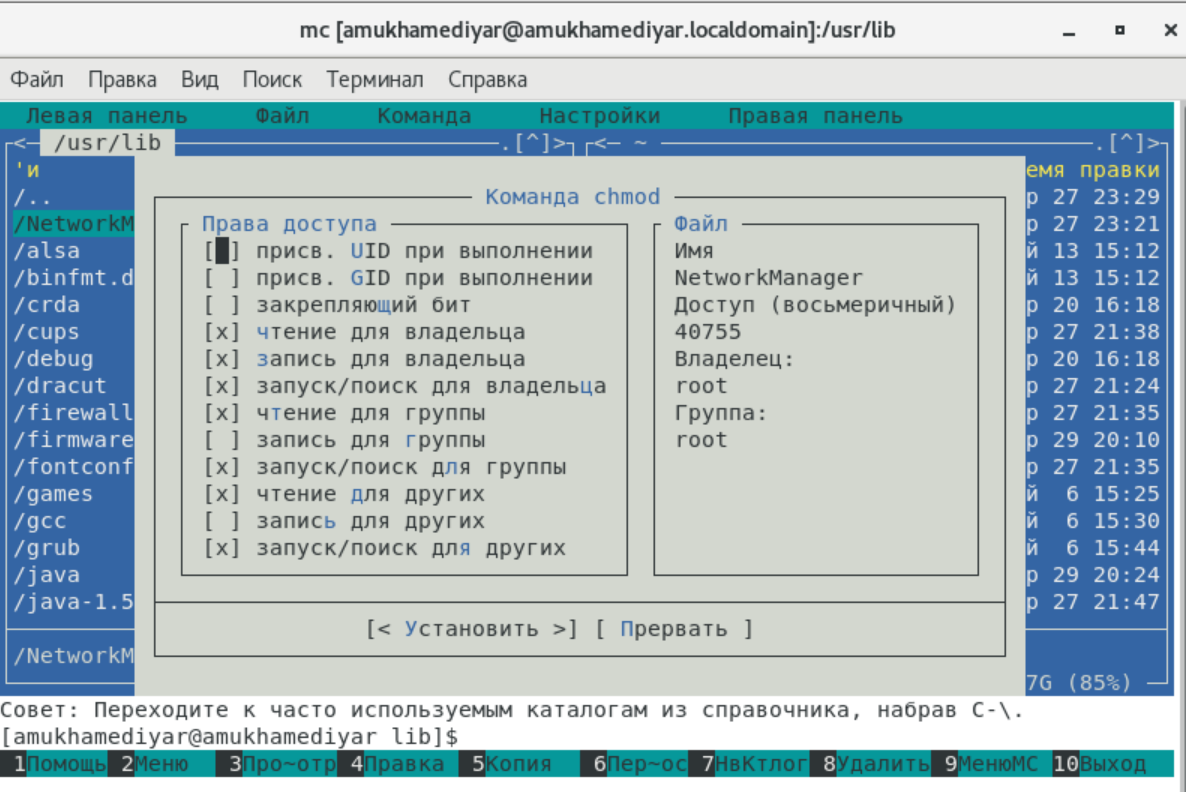 mc [amukhamediyar@amukhamediyar.localdomain]:/usr/lib
Файл Правка Вид Поиск Терминал Справка
Левая панель Файл Команда Настройки Правая панель
<— /usr/lib .[^]> <— ~ .[^]>
'и емя правки
/.. р 27 23:29
Команда chmod
/NetworkM Права доступа Файл р 27 23:21
/alsa [ ] присв. UID при выполнении Имя й 13 15:12
/binfmt.d [ ] присв. GID при выполнении NetworkManager й 13 15:12
/crda [ ] закрепляющий бит Доступ (восьмеричный) р 20 16:18
/cups [x] чтение для владельца 40755 р 27 21:38
/debug [x] запись для владельца Владелец: р 20 16:18
/dracut [x] запуск/поиск для владельца root р 27 21:24
/firewall [x] чтение для группы Группа: р 27 21:35
/firmware [ ] запись для группы root р 29 20:10
/fontconf [x] запуск/поиск для группы р 27 21:35
/games [x] чтение для других й 6 15:25
/gcc [ ] запись для других й 6 15:30
/grub [x] запуск/поиск для других й 6 15:44
/java р 29 20:24
/java-1.5 р 27 21:47
[< Установить >] [ Прервать ]
/NetworkM
7G (85%)
Совет: Переходите к часто используемым каталогам из справочника, набрав C-\.
[amukhamediyar@amukhamediyar lib]$
1Помощь 2Меню 3Про~отр 4Правка 5Копия 6Пер~ос 7НвКтлог 8Удалить 9МенюМС 10Выход